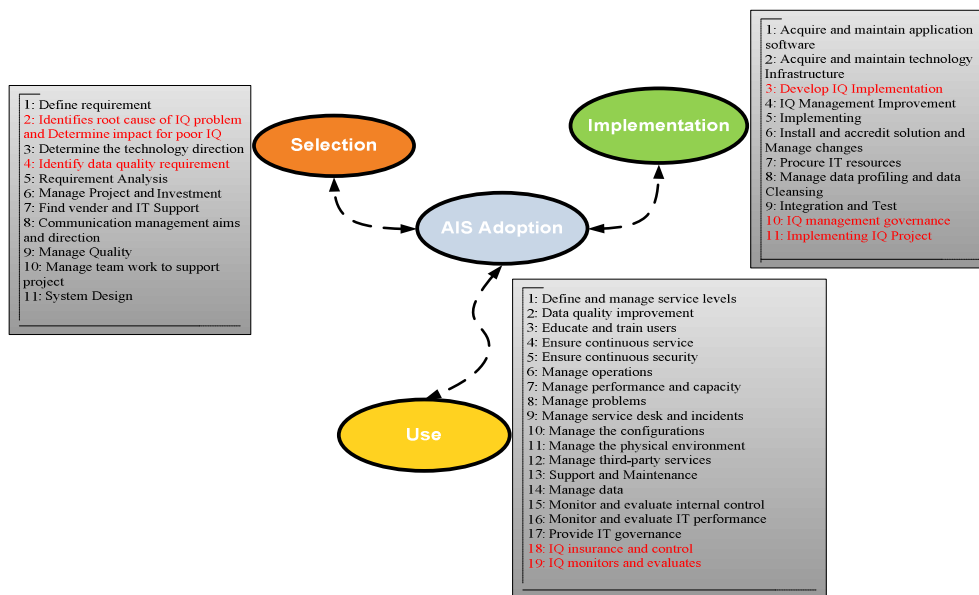 1: Define requirement
2: Identifies root cause of IQ problem
and Determine impact for poor IQ
3: Determine the technology direction
4: Identify data quality requirement
5: Requirement Analysis
6: Manage Project and Investment
7: Find vender and IT Support
8: Communication management aims
and direction
9: Manage Quality
10: Manage team work to support
project
11: System Design
Selection
Implementation
AIS Adoption
Use
1: Acquire and maintain application
software
2: Acquire and maintain technology
Infrastructure
3: Develop IQ Implementation
4: IQ Management Improvement
5: Implementing
6: Install and accredit solution and
Manage changes
7: Procure IT resources
8: Manage data profiling and data
Cleansing
9: Integration and Test
10: IQ management governance
11: Implementing IQ Project
1: Define and manage service levels
2: Data quality improvement
3: Educate and train users
4: Ensure continuous service
5: Ensure continuous security
6: Manage operations
7: Manage performance and capacity
8: Manage problems
9: Manage service desk and incidents
10: Manage the configurations
11: Manage the physical environment
12: Manage third-party services
13: Support and Maintenance
14: Manage data
15: Monitor and evaluate internal control
16: Monitor and evaluate IT performance
17: Provide IT governance
18: IQ insurance and control
19: IQ monitors and evaluates